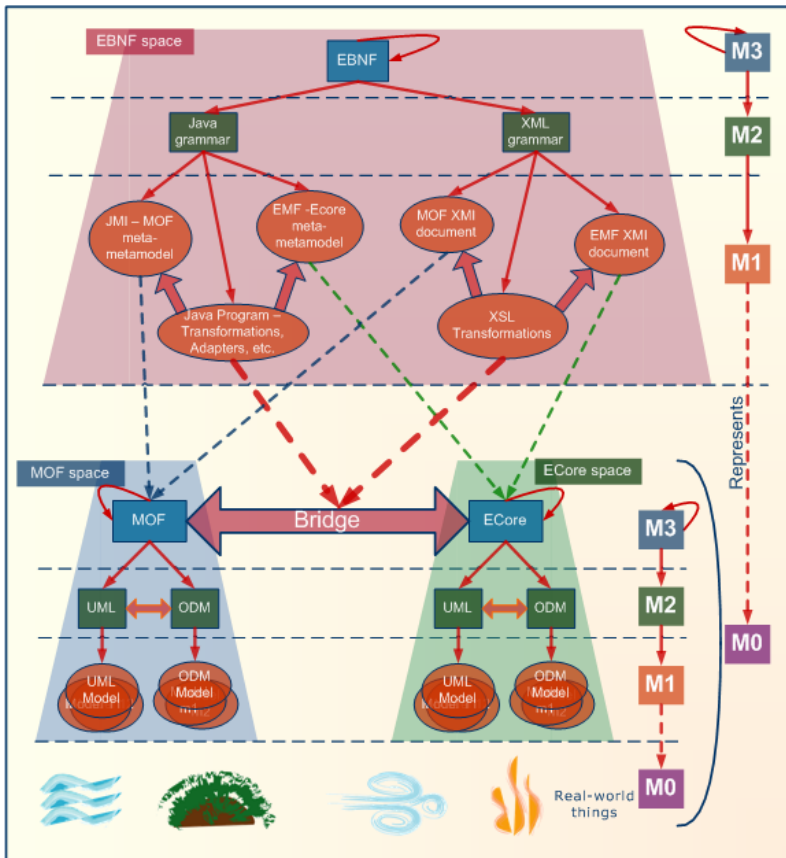 EBNF space
EBNF
M3
Java
grammar
XML
grammar
M2
JMI – MOF
meta-
metamodel
EMF -Ecore
meta-
metamodel
MOF XMI
document
EMF XMI
document
M1
Java Program –
Transformations,
Adapters, etc.
XSL
Transformations
Represents
MOF space
ECore space
MOF
Bridge
ECore
M3
UML
ODM
UML
ODM
M2
M0
UML
Model
ODM
Model
m1
UML
Model
ODM
Model
m1
M1
Real-world
things
M0